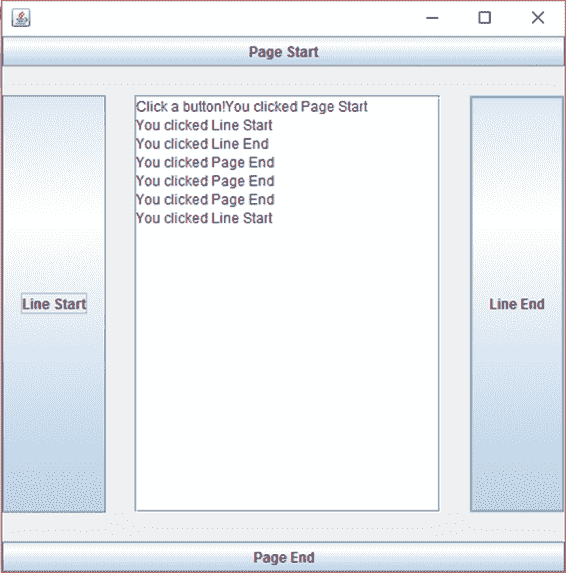 Page Start
Click a button!You clicked Page Start
You clicked Line Start
You clicked Line End
You clicked Page End
You clicked Page End
You clicked Page End
You clicked Line Start
Line Start
Line End
Page End